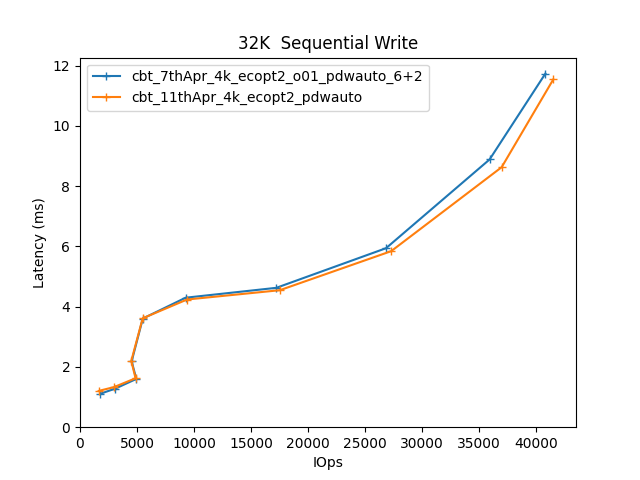 32K  Sequential Write
cbt_7thApr_4k_ecopt2_o01_pdwauto_6+2
cbt_11thApr_4k_ecopt2_pdwauto
Latency (ms)
12
10
8
6
4
2
0
0 5000 10000 15000 20000 25000 30000 35000 40000
IOps